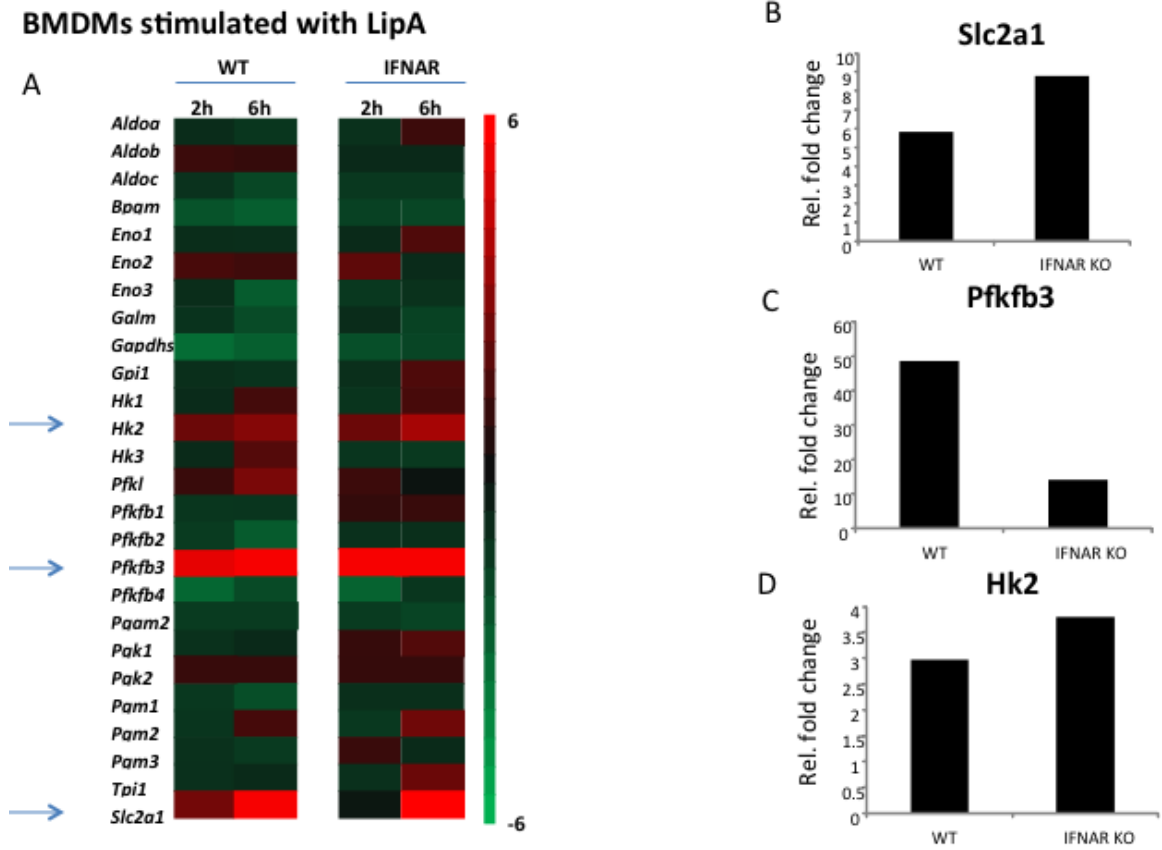 BMDMs stimulated with LipA
A
WT
IFNAR
2h 6h 2h 6h
Aldoa
Aldob
Aldoc
Bpgm
Eno1
Eno2
Eno3
Galm
Gapdhs
Gpi1
Hk1
Hk2
Hk3
Pfkl
Pfkfb1
Pfkfb2
Pfkfb3
Pfkfb4
Pgam2
Pgk1
Pgk2
Pgm1
Pgm2
Pgm3
Tpi1
Slc2a1
6
-6
B
Slc2a1
Rel. fold change
10
9
8
7
6
5
4
3
2
1
0
WT IFNAR KO
C
Pfkfb3
Rel. fold change
60
50
40
30
20
10
0
WT IFNAR KO
D
Hk2
Rel. fold change
4
3.5
3
2.5
2
1.5
1
0.5
0
WT IFNAR KO